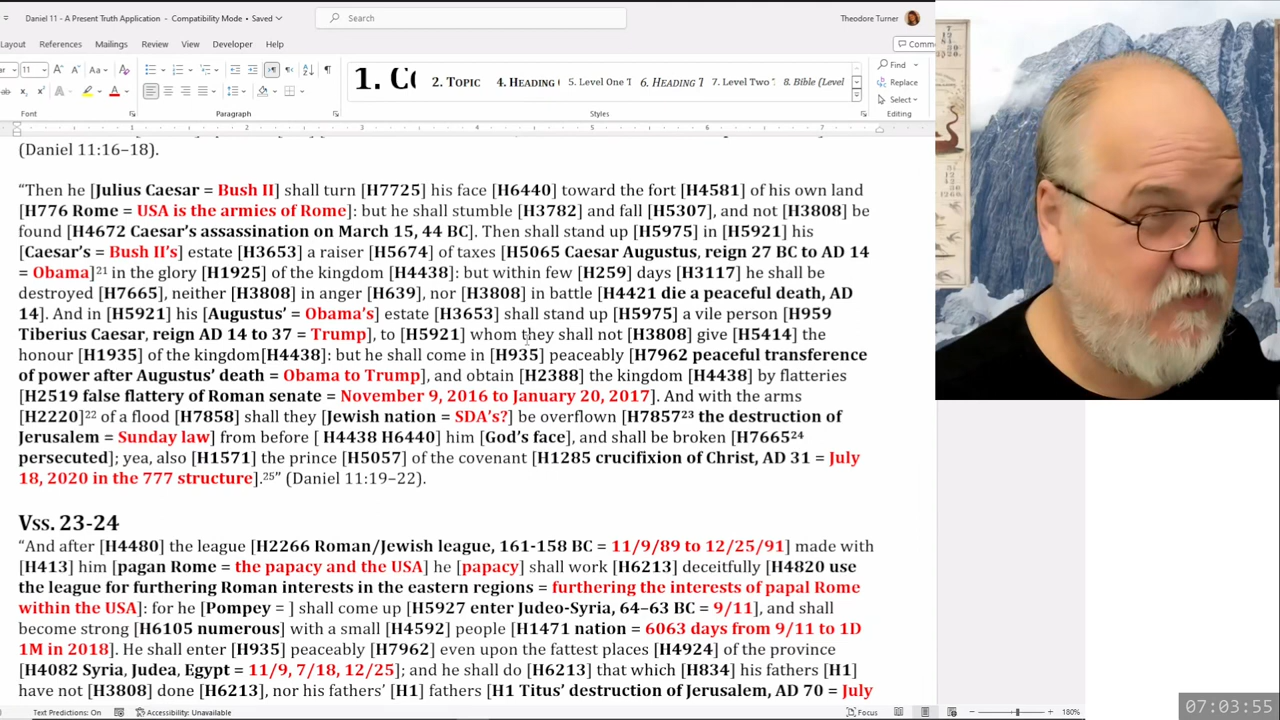 Daniel 11 - A Present Truth Application - Compatibility Mode • Saved
Search
Theodore Turner
Layout References Mailings Review View Developer Help
Comme
11 Aa
1. Co 2. Topic 4. Heading 5. Level One T 6. Heading T 7. Level Two 8. Bible (Level
Find
Replace
Select
Font Paragraph Styles Editing
1 2 3 4 5 6 7
(Daniel 11:16–18).
“Then he [Julius Caesar = Bush II] shall turn [H7725] his face [H6440] toward the fort [H4581] of his own land
[H776 Rome = USA is the armies of Rome]: but he shall stumble [H3782] and fall [H5307], and not [H3808] be
found [H4672 Caesar’s assassination on March 15, 44 BC]. Then shall stand up [H5975] in [H5921] his
[Caesar’s = Bush II’s] estate [H3653] a raiser [H5674] of taxes [H5065 Caesar Augustus, reign 27 BC to AD 14
= Obama]21 in the glory [H1925] of the kingdom [H4438]: but within few [H259] days [H3117] he shall be
destroyed [H7665], neither [H3808] in anger [H639], nor [H3808] in battle [H4421 die a peaceful death, AD
14]. And in [H5921] his [Augustus’ = Obama’s] estate [H3653] shall stand up [H5975] a vile person [H959
Tiberius Caesar, reign AD 14 to 37 = Trump], to [H5921] whom they shall not [H3808] give [H5414] the
honour [H1935] of the kingdom[H4438]: but he shall come in [H935] peaceably [H7962 peaceful transference
of power after Augustus’ death = Obama to Trump], and obtain [H2388] the kingdom [H4438] by flatteries
[H2519 false flattery of Roman senate = November 9, 2016 to January 20, 2017]. And with the arms
[H2220]22 of a flood [H7858] shall they [Jewish nation = SDA’s?] be overflown [H785723 the destruction of
Jerusalem = Sunday law] from before [ H4438 H6440] him [God’s face], and shall be broken [H766524
persecuted]; yea, also [H1571] the prince [H5057] of the covenant [H1285 crucifixion of Christ, AD 31 = July
18, 2020 in the 777 structure].25” (Daniel 11:19–22).
Vss. 23-24
“And after [H4480] the league [H2266 Roman/Jewish league, 161-158 BC = 11/9/89 to 12/25/91] made with
[H413] him [pagan Rome = the papacy and the USA] he [papacy] shall work [H6213] deceitfully [H4820 use
the league for furthering Roman interests in the eastern regions = furthering the interests of papal Rome
within the USA]: for he [Pompey = ] shall come up [H5927 enter Judeo-Syria, 64–63 BC = 9/11], and shall
become strong [H6105 numerous] with a small [H4592] people [H1471 nation = 6063 days from 9/11 to 1D
1M in 2018]. He shall enter [H935] peaceably [H7962] even upon the fattest places [H4924] of the province
[H4082 Syria, Judea, Egypt = 11/9, 7/18, 12/25]; and he shall do [H6213] that which [H834] his fathers [H1]
have not [H3808] done [H6213], nor his fathers’ [H1] fathers [H1 Titus’ destruction of Jerusalem, AD 70 = July
Text Predictions: On Accessibility: Unavailable Focus 180%
07:03:55